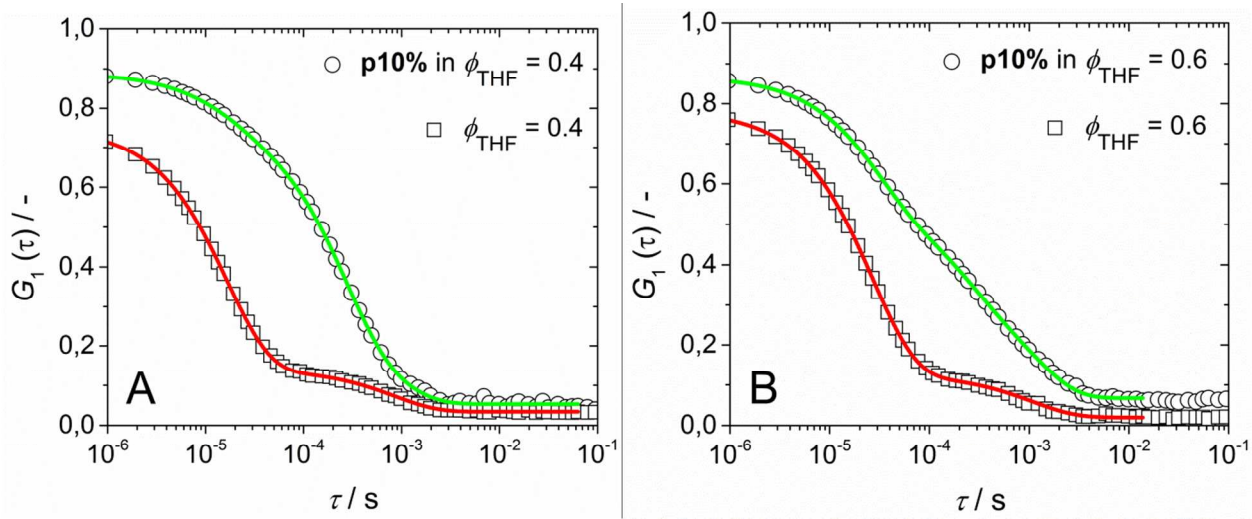 1,0
0,8
0,6
0,4
0,2
0,0
G₁ (τ) / -
p10% in ϕTHF = 0.4
ϕTHF = 0.4
A
10⁻⁶ 10⁻⁵ 10⁻⁴ 10⁻³ 10⁻² 10⁻¹
τ / s
1,0
0,8
0,6
0,4
0,2
0,0
G₁ (τ) / -
p10% in ϕTHF = 0.6
ϕTHF = 0.6
B
10⁻⁶ 10⁻⁵ 10⁻⁴ 10⁻³ 10⁻² 10⁻¹
τ / s